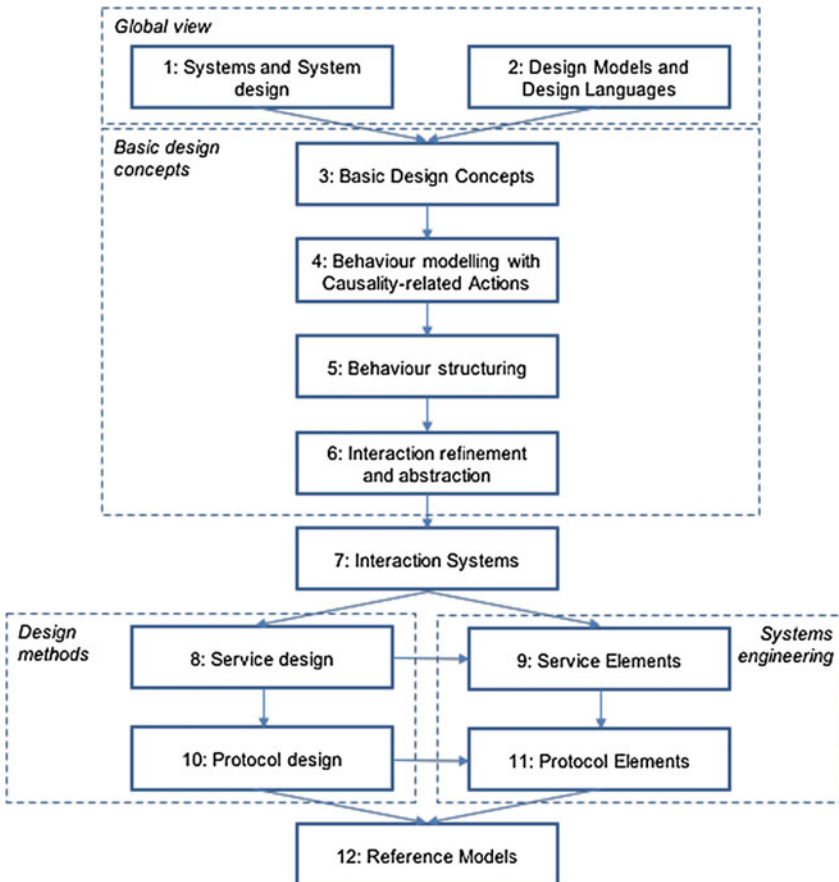 Global view
1: Systems and System
design
2: Design Models and
Design Languages
Basic design
concepts
3: Basic Design Concepts
4: Behaviour modelling with
Causality-related Actions
5: Behaviour structuring
6: Interaction refinement
and abstraction
7: Interaction Systems
Design
methods
8: Service design
9: Service Elements
Systems
engineering
10: Protocol design
11: Protocol Elements
12: Reference Models